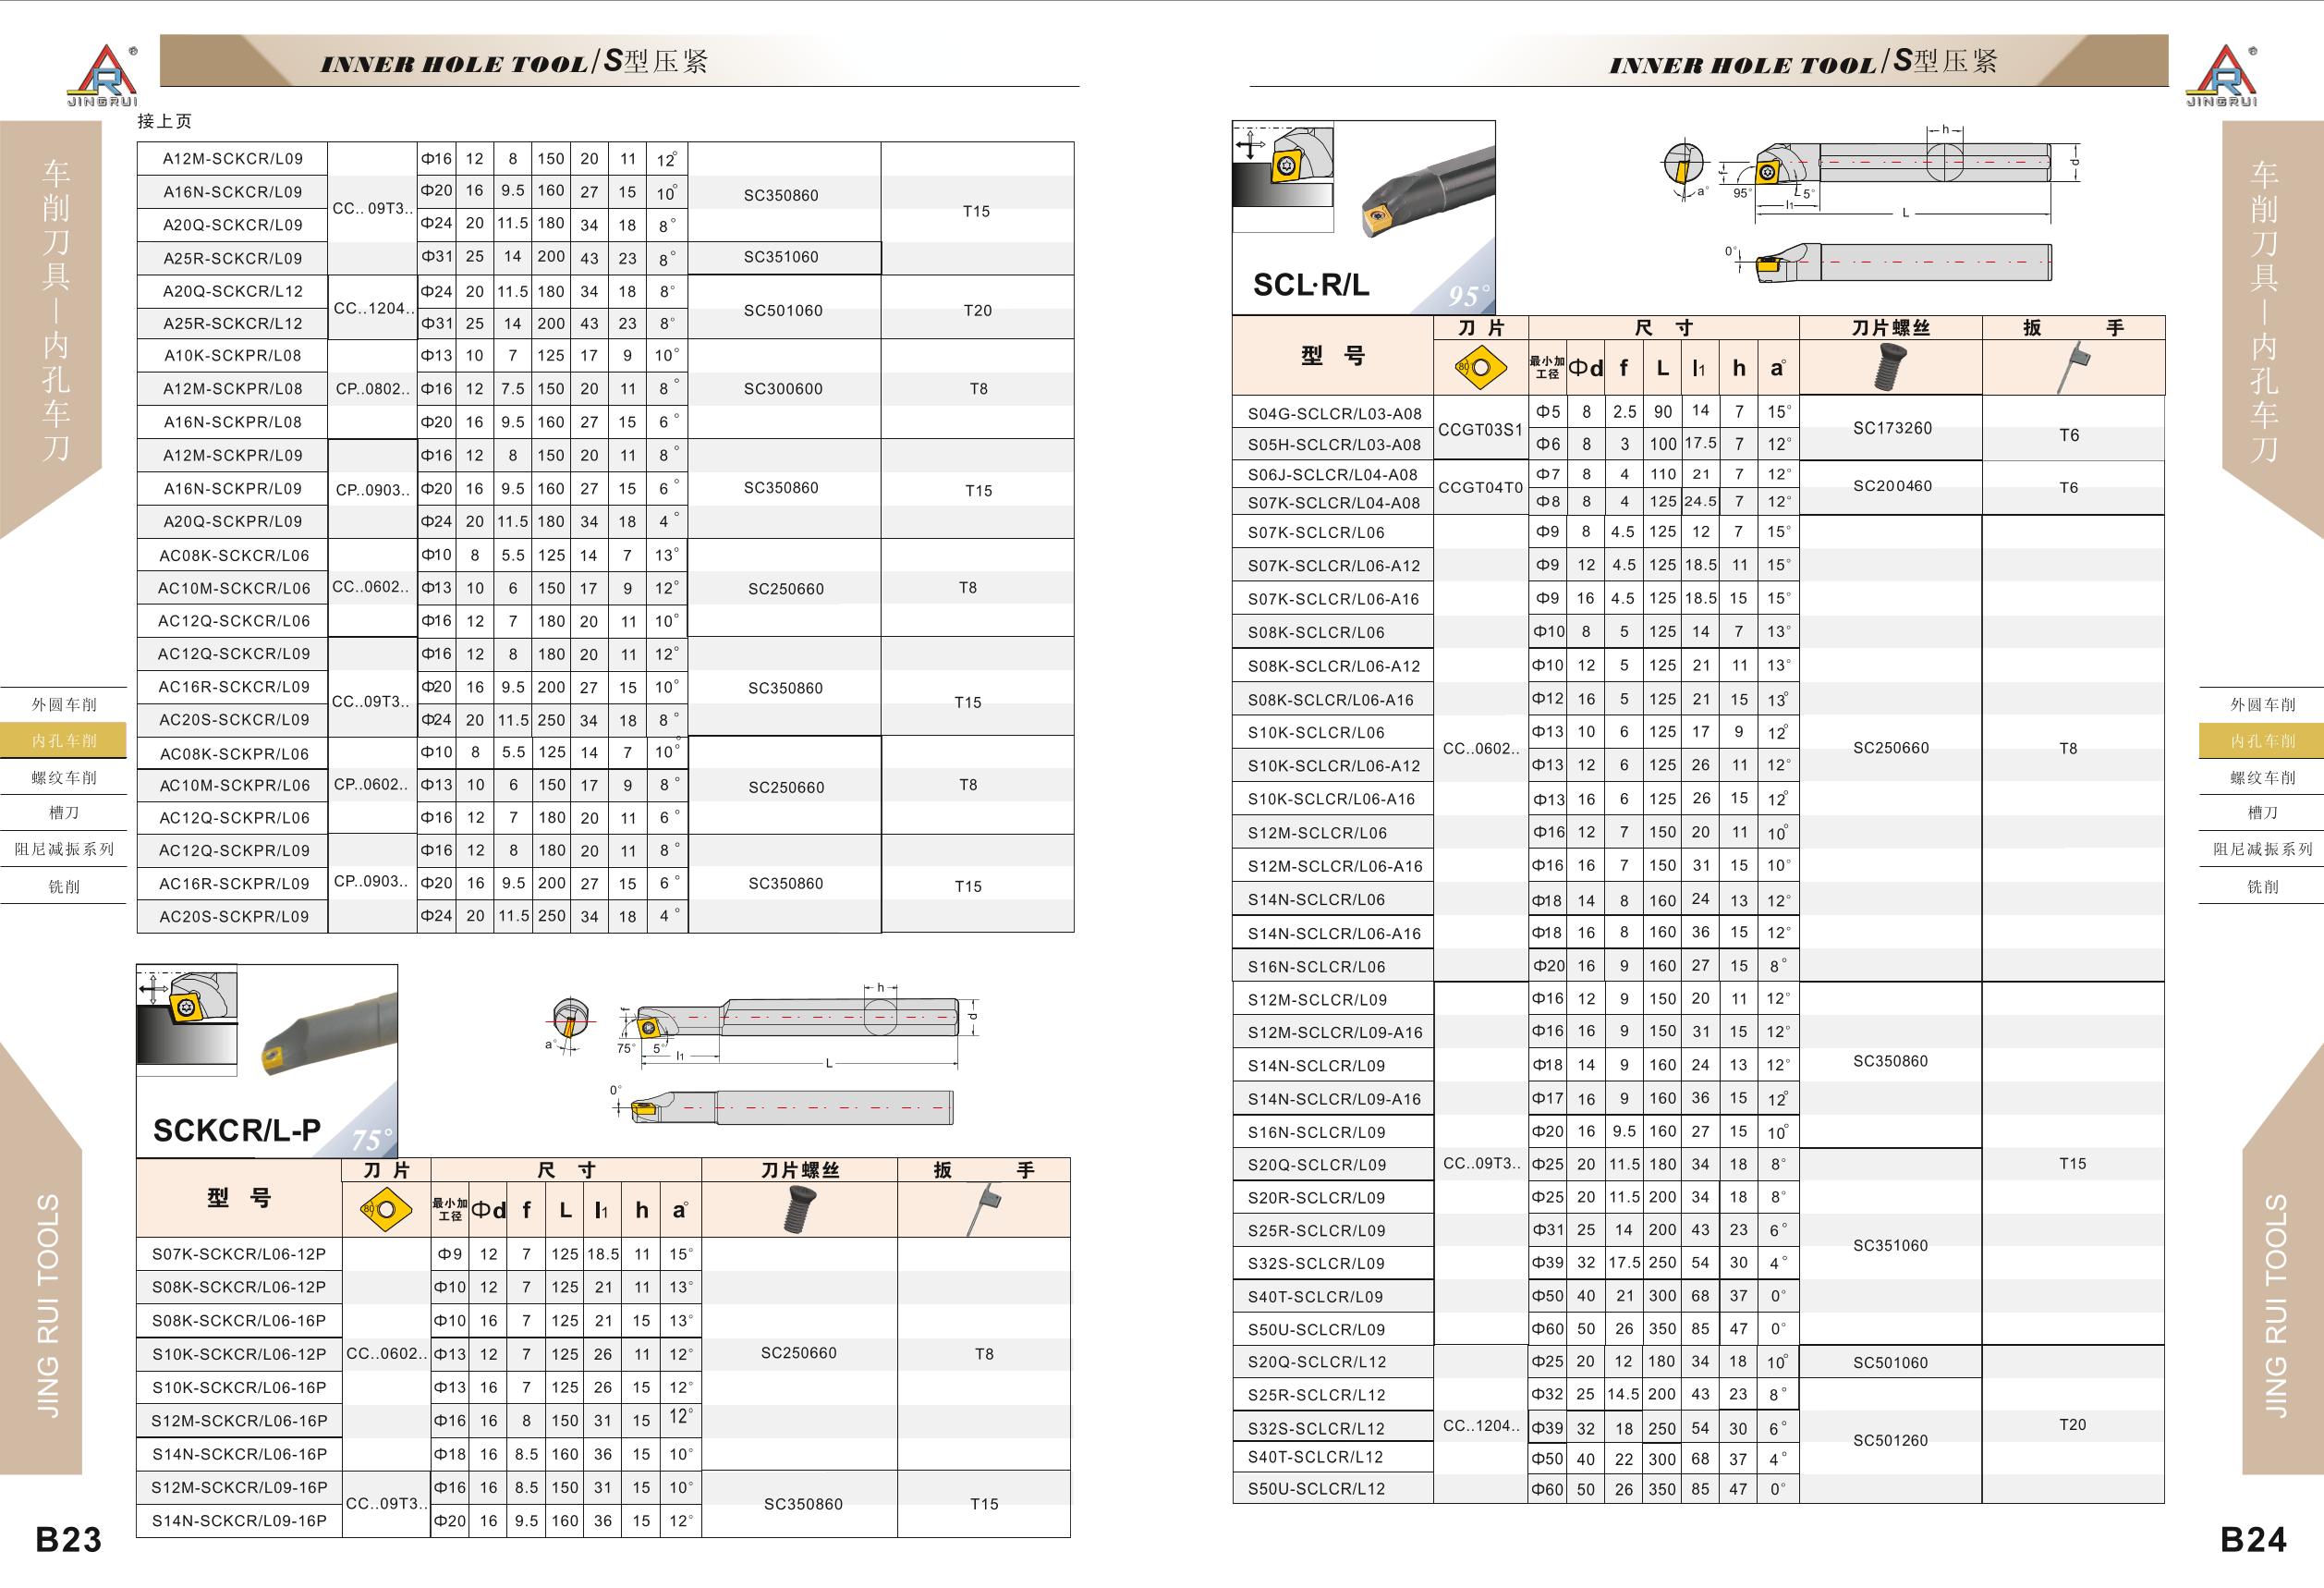 INNER HOLE TOOL/S型压紧
JINGRUI
接上页
车削刀具—内孔车刀
A12M-SCKCR/L09 CC.. 09T3.. Φ16 12 8 150 20 11 12° SC350860 T15
A16N-SCKCR/L09 Φ20 16 9.5 160 27 15 10°
A20Q-SCKCR/L09 Φ24 20 11.5 180 34 18 8°
A25R-SCKCR/L09 Φ31 25 14 200 43 23 8° SC351060
A20Q-SCKCR/L12 CC..1204.. Φ24 20 11.5 180 34 18 8° SC501060 T20
A25R-SCKCR/L12 Φ31 25 14 200 43 23 8°
A10K-SCKPR/L08 Φ13 10 7 125 17 9 10°
A12M-SCKPR/L08 CP..0802.. Φ16 12 7.5 150 20 11 8° SC300600 T8
A16N-SCKPR/L08 Φ20 16 9.5 160 27 15 6°
A12M-SCKPR/L09 Φ16 12 8 150 20 11 8°
A16N-SCKPR/L09 CP..0903.. Φ20 16 9.5 160 27 15 6° SC350860 T15
A20Q-SCKPR/L09 Φ24 20 11.5 180 34 18 4°
AC08K-SCKCR/L06 Φ10 8 5.5 125 14 7 13°
AC10M-SCKCR/L06 CC..0602.. Φ13 10 6 150 17 9 12° SC250660 T8
AC12Q-SCKCR/L06 Φ16 12 7 180 20 11 10°
AC12Q-SCKCR/L09 Φ16 12 8 180 20 11 12°
AC16R-SCKCR/L09 CC..09T3.. Φ20 16 9.5 200 27 15 10° SC350860 T15
AC20S-SCKCR/L09 Φ24 20 11.5 250 34 18 8°
AC08K-SCKPR/L06 Φ10 8 5.5 125 14 7 10°
AC10M-SCKPR/L06 CP..0602.. Φ13 10 6 150 17 9 8° SC250660 T8
AC12Q-SCKPR/L06 Φ16 12 7 180 20 11 6°
AC12Q-SCKPR/L09 Φ16 12 8 180 20 11 8°
AC16R-SCKPR/L09 CP..0903.. Φ20 16 9.5 200 27 15 6° SC350860 T15
AC20S-SCKPR/L09 Φ24 20 11.5 250 34 18 4°
外圆车削
内孔车削
螺纹车削
槽刀
阻尼减振系列
铣削
SCKCR/L-P 75°
a° f 75° 5° l1 L h d
0°
型 号 刀 片 尺 寸 刀片螺丝 扳 手
80° 最小加工径 Φd f L l1 h a°
S07K-SCKCR/L06-12P Φ9 12 7 125 18.5 11 15°
S08K-SCKCR/L06-12P Φ10 12 7 125 21 11 13°
S08K-SCKCR/L06-16P Φ10 16 7 125 21 15 13°
S10K-SCKCR/L06-12P CC..0602.. Φ13 12 7 125 26 11 12° SC250660 T8
S10K-SCKCR/L06-16P Φ13 16 7 125 26 15 12°
S12M-SCKCR/L06-16P Φ16 16 8 150 31 15 12°
S14N-SCKCR/L06-16P Φ18 16 8.5 160 36 15 10°
S12M-SCKCR/L09-16P CC..09T3.. Φ16 16 8.5 150 31 15 10° SC350860 T15
S14N-SCKCR/L09-16P Φ20 16 9.5 160 36 15 12°
JING RUI TOOLS
B23
INNER HOLE TOOL/S型压紧
JINGRUI
车削刀具—内孔车刀
SCL·R/L 95°
a° f 95° 5° l1 L h d
0°
型 号 刀 片 尺 寸 刀片螺丝 扳 手
80° 最小加工径 Φd f L l1 h a°
S04G-SCLCR/L03-A08 CCGT03S1 Φ5 8 2.5 90 14 7 15° SC173260 T6
S05H-SCLCR/L03-A08 Φ6 8 3 100 17.5 7 12°
S06J-SCLCR/L04-A08 CCGT04T0 Φ7 8 4 110 21 7 12° SC200460 T6
S07K-SCLCR/L04-A08 Φ8 8 4 125 24.5 7 12°
S07K-SCLCR/L06 Φ9 8 4.5 125 12 7 15°
S07K-SCLCR/L06-A12 Φ9 12 4.5 125 18.5 11 15°
S07K-SCLCR/L06-A16 Φ9 16 4.5 125 18.5 15 15°
S08K-SCLCR/L06 Φ10 8 5 125 14 7 13°
S08K-SCLCR/L06-A12 Φ10 12 5 125 21 11 13°
S08K-SCLCR/L06-A16 Φ12 16 5 125 21 15 13°
S10K-SCLCR/L06 CC..0602.. Φ13 10 6 125 17 9 12° SC250660 T8
S10K-SCLCR/L06-A12 Φ13 12 6 125 26 11 12°
S10K-SCLCR/L06-A16 Φ13 16 6 125 26 15 12°
S12M-SCLCR/L06 Φ16 12 7 150 20 11 10°
S12M-SCLCR/L06-A16 Φ16 16 7 150 31 15 10°
S14N-SCLCR/L06 Φ18 14 8 160 24 13 12°
S14N-SCLCR/L06-A16 Φ18 16 8 160 36 15 12°
S16N-SCLCR/L06 Φ20 16 9 160 27 15 8°
S12M-SCLCR/L09 Φ16 12 9 150 20 11 12°
S12M-SCLCR/L09-A16 Φ16 16 9 150 31 15 12°
S14N-SCLCR/L09 Φ18 14 9 160 24 13 12° SC350860
S14N-SCLCR/L09-A16 Φ17 16 9 160 36 15 12°
S16N-SCLCR/L09 Φ20 16 9.5 160 27 15 10°
S20Q-SCLCR/L09 CC..09T3.. Φ25 20 11.5 180 34 18 8° T15
S20R-SCLCR/L09 Φ25 20 11.5 200 34 18 8°
S25R-SCLCR/L09 Φ31 25 14 200 43 23 6° SC351060
S32S-SCLCR/L09 Φ39 32 17.5 250 54 30 4°
S40T-SCLCR/L09 Φ50 40 21 300 68 37 0°
S50U-SCLCR/L09 Φ60 50 26 350 85 47 0°
S20Q-SCLCR/L12 Φ25 20 12 180 34 18 10° SC501060
S25R-SCLCR/L12 Φ32 25 14.5 200 43 23 8°
S32S-SCLCR/L12 CC..1204.. Φ39 32 18 250 54 30 6° SC501260 T20
S40T-SCLCR/L12 Φ50 40 22 300 68 37 4°
S50U-SCLCR/L12 Φ60 50 26 350 85 47 0°
外圆车削
内孔车削
螺纹车削
槽刀
阻尼减振系列
铣削
JING RUI TOOLS
B24